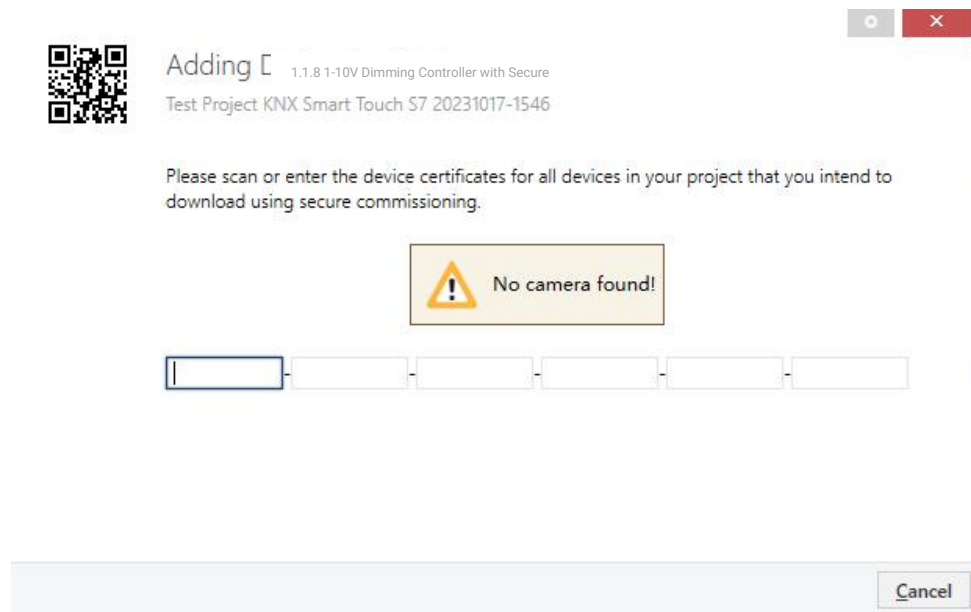 Adding D
1.1.8 1-10V Dimming Controller with Secure
Test Project KNX Smart Touch S7 20231017-1546
Please scan or enter the device certificates for all devices in your project that you intend to
download using secure commissioning.
No camera found!
- - - - -
Cancel